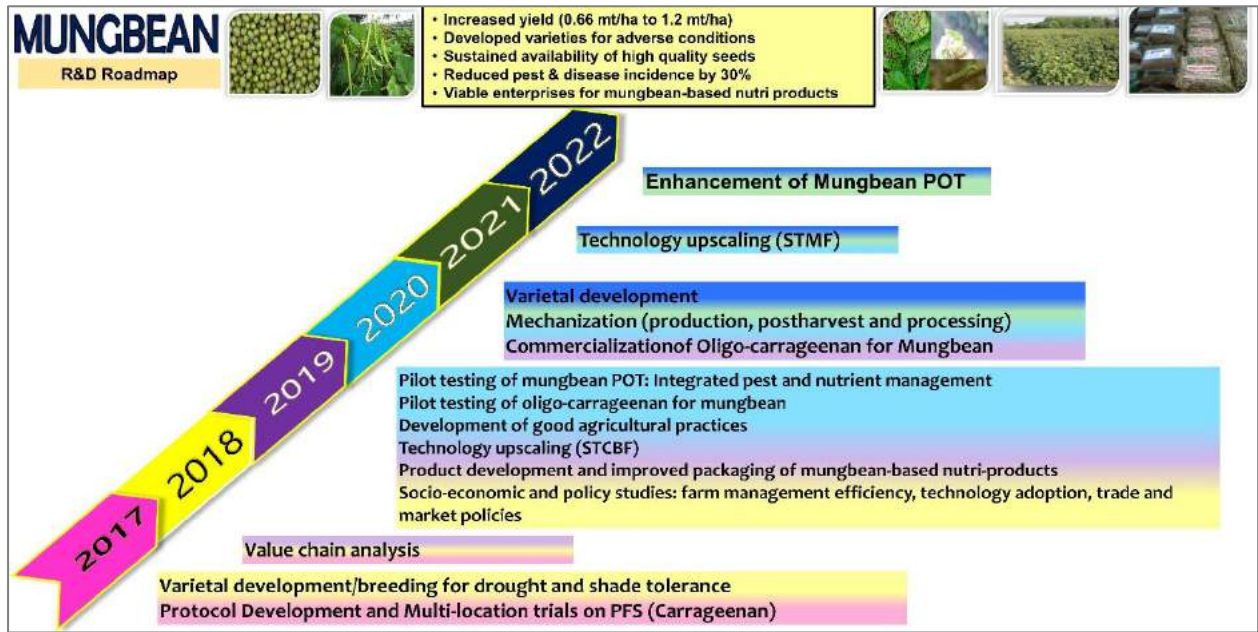 MUNGBEAN
R&D Roadmap
• Increased yield (0.66 mt/ha to 1.2 mt/ha)
• Developed varieties for adverse conditions
• Sustained availability of high quality seeds
• Reduced pest & disease incidence by 30%
• Viable enterprises for mungbean-based nutri products
2022
2021
2020
2019
2018
2017
Enhancement of Mungbean POT
Technology upscaling (STMF)
Varietal development
Mechanization (production, postharvest and processing)
Commercializationof Oligo-carrageenan for Mungbean
Pilot testing of mungbean POT: Integrated pest and nutrient management
Pilot testing of oligo-carrageenan for mungbean
Development of good agricultural practices
Technology upscaling (STCBF)
Product development and improved packaging of mungbean-based nutri-products
Socio-economic and policy studies: farm management efficiency, technology adoption, trade and
market policies
Value chain analysis
Varietal development/breeding for drought and shade tolerance
Protocol Development and Multi-location trials on PFS (Carrageenan)